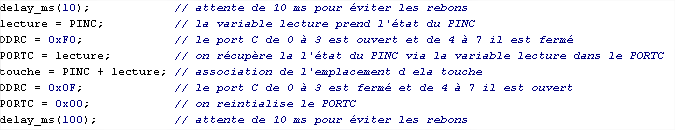 delay_ms(10); // attente de 10 ms pour éviter les rebons
lecture = PINC; // la variable lecture prend l'état du PINC
DDRC = 0xF0; // le port C de 0 à 3 est ouvert et de 4 à 7 il est fermé
PORTC = lecture; // on récupère la l'état du PINC via la variable lecture dans le PORTC
touche = PINC + lecture; // association de l'emplacement d ela touche
DDRC = 0x0F; // le port C de 0 à 3 est fermé et de 4 à 7 il est ouvert
PORTC = 0x00; // on reintialise le PORTC
delay_ms(100); // attente de 10 ms pour éviter les rebons